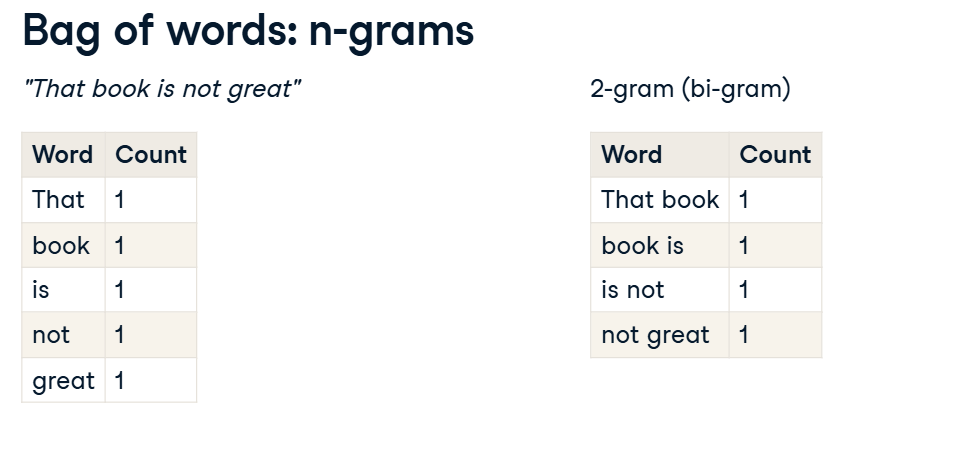 Bag of words: n-grams
"That book is not great"
Word Count
That 1
book 1
is 1
not 1
great 1
2-gram (bi-gram)
Word Count
That book 1
book is 1
is not 1
not great 1